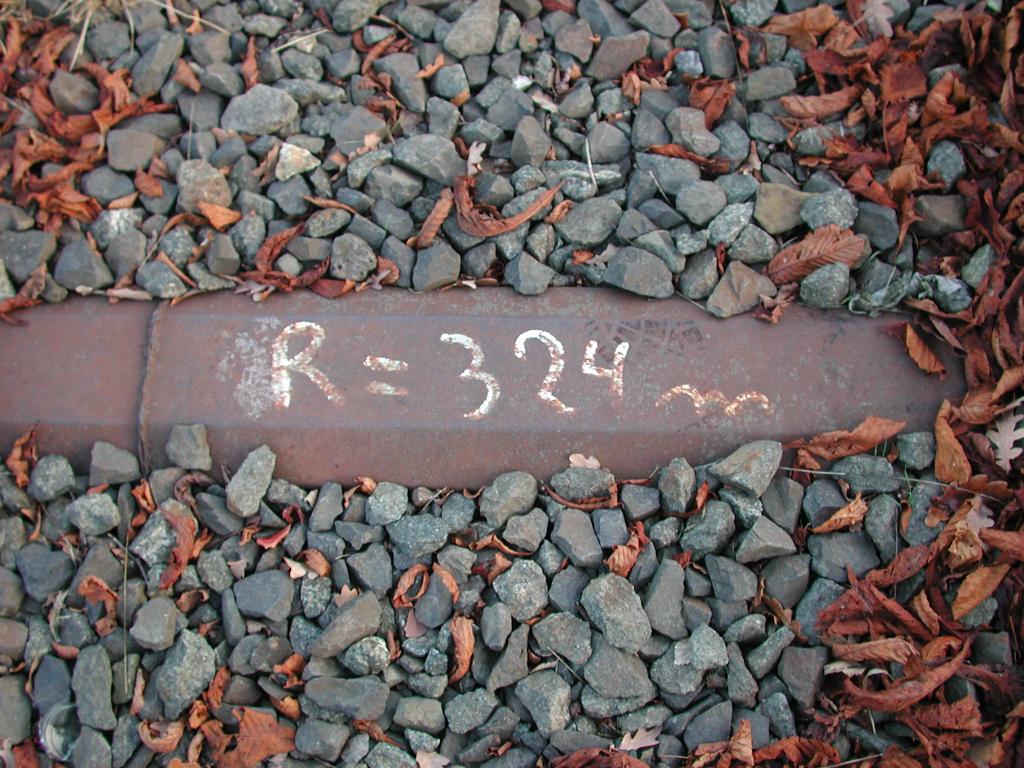 R = 324 m